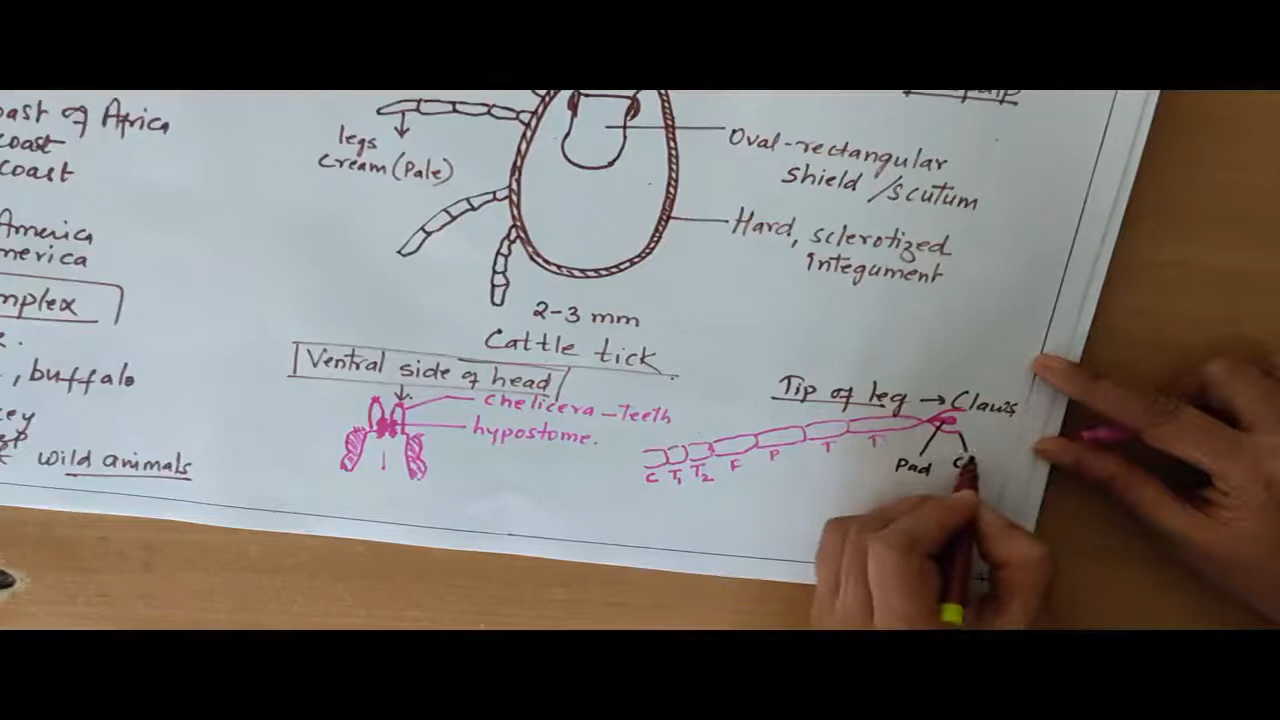 oast of Africa
coast
coast
America
merica
mplex
, buffalo
key
wild animals
legs
cream (Pale)
Oval-rectangular
shield/scutum
Hard, sclerotized
integument
2-3 mm
Cattle tick
Ventral side of head
chelicera - Teeth
hypostome.
Tip of leg → Claws
C T1 T2 F P T T
Pad C